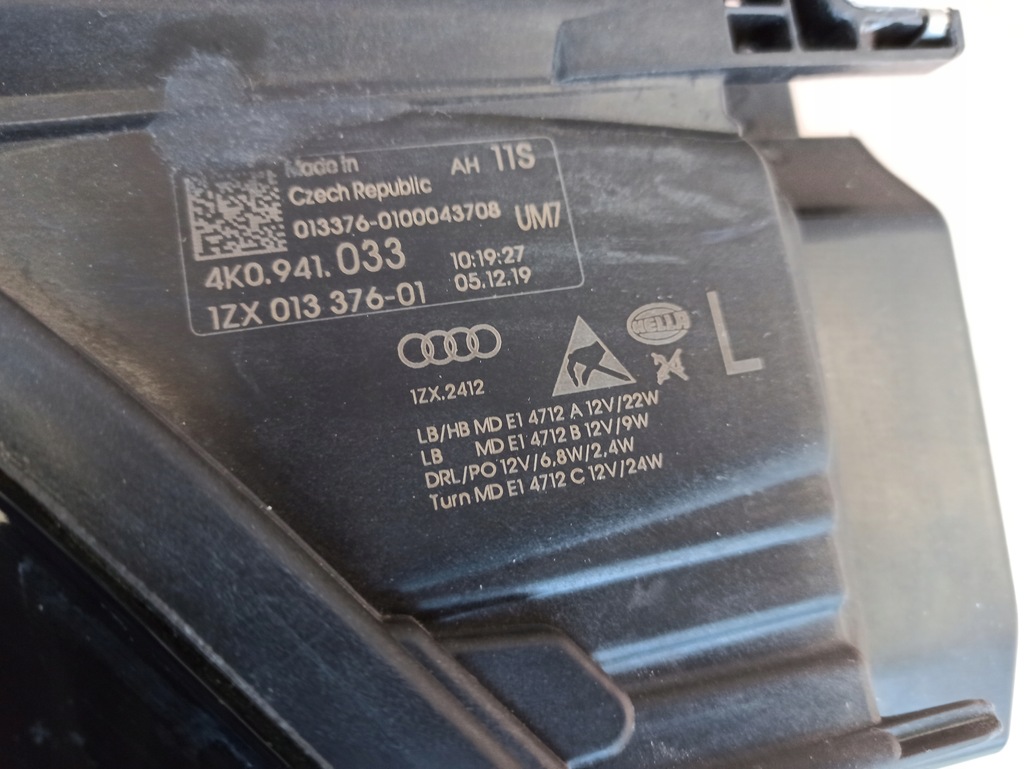 Made in AH 11S
Czech Republic
013376-0100043708 UM7
4K0.941.033 10:19:27
1ZX 013 376-01 05.12.19
HELLA
L
1ZX.2412
LB/HB MD E1 4712 A 12V/22W
LB MD E1 4712 B 12V/9W
DRL/PO 12V/6.8W/2.4W
Turn MD E1 4712 C 12V/24W